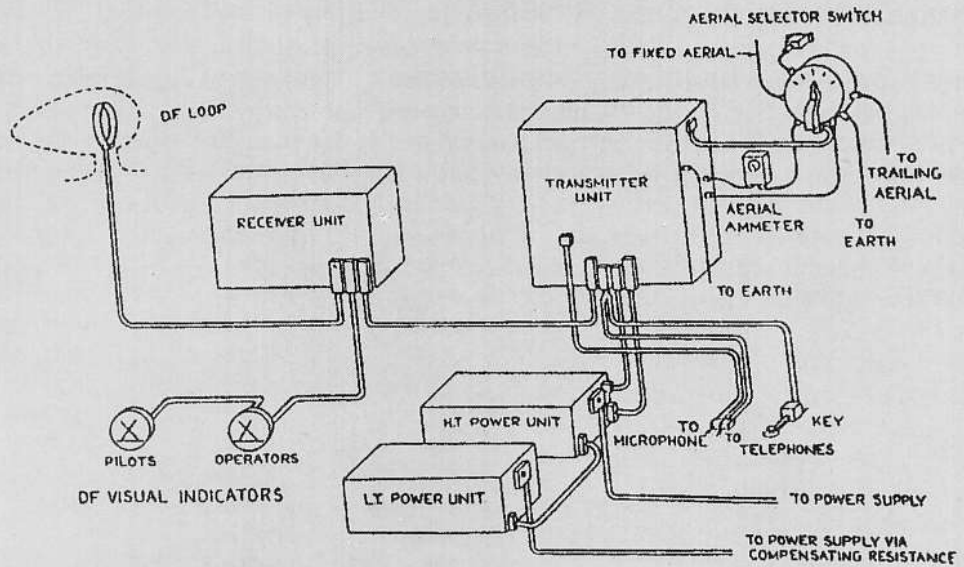 AERIAL SELECTOR SWITCH
TO FIXED AERIAL
DF LOOP
RECEIVER UNIT
TRANSMITTER
UNIT
AERIAL
AMMETER
TO
TRAILING
AERIAL
TO
EARTH
TO EARTH
H.T POWER UNIT
TO
MICROPHONE
TO
TELEPHONES
KEY
PILOTS
OPERATORS
DF VISUAL INDICATORS
L.T. POWER UNIT
TO POWER SUPPLY
TO POWER SUPPLY VIA
COMPENSATING RESISTANCE